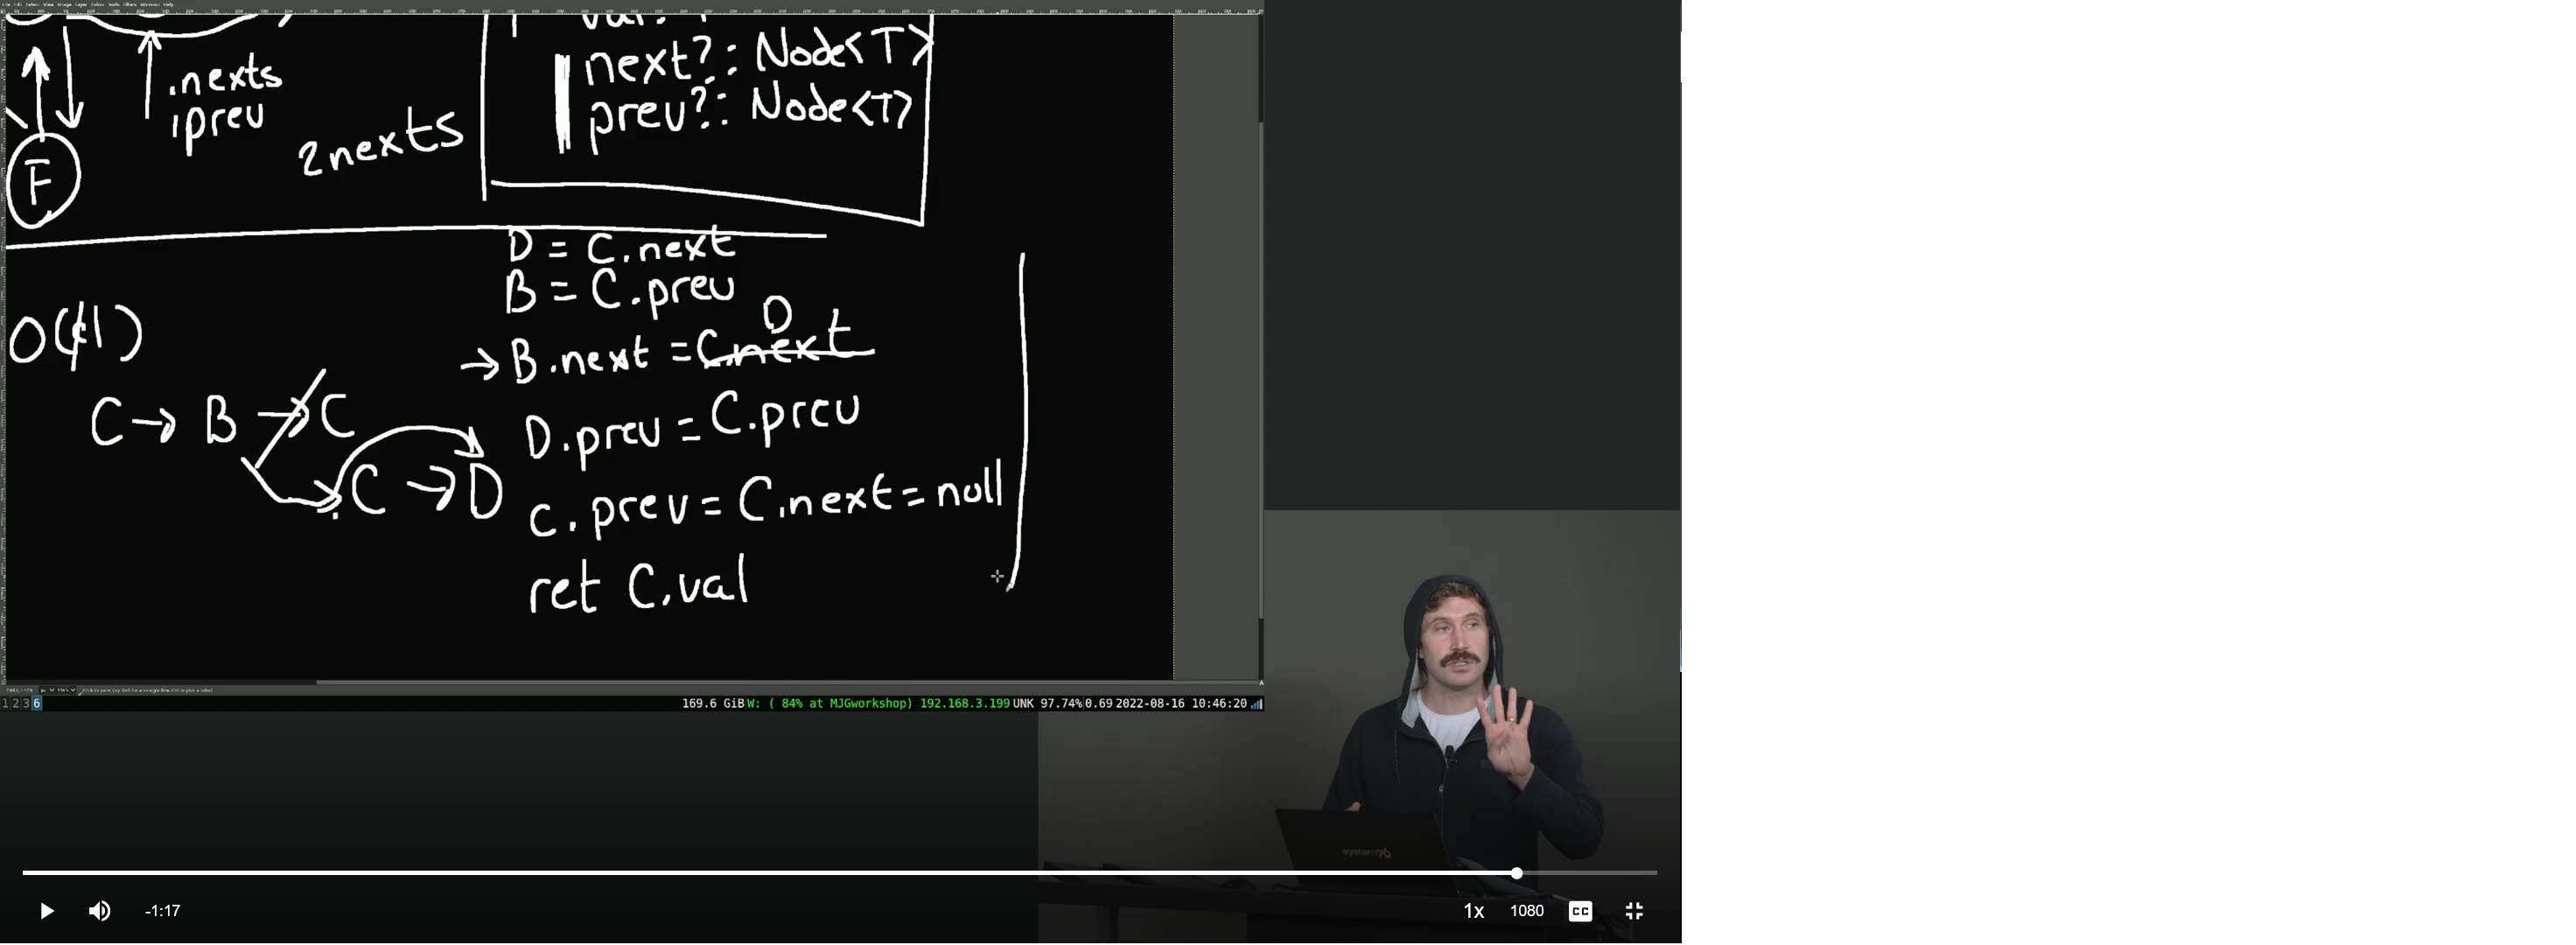 val: T
next?: Node<T>
prev?: Node<T>
.nexts
.prev
2nexts
F
D = C.next
B = C.prev
O(1)
D
→ B.next = C.next
C → B → C
D.prev = C.prev
C → D
c.prev = C.next = null
ret C.val
1 2 3 6
169.6 GiB W: ( 84% at MJGworkshop) 192.168.3.199 UNK 97.74% 0.69 2022-08-16 10:46:20
system76
-1:17
1x
1080
CC